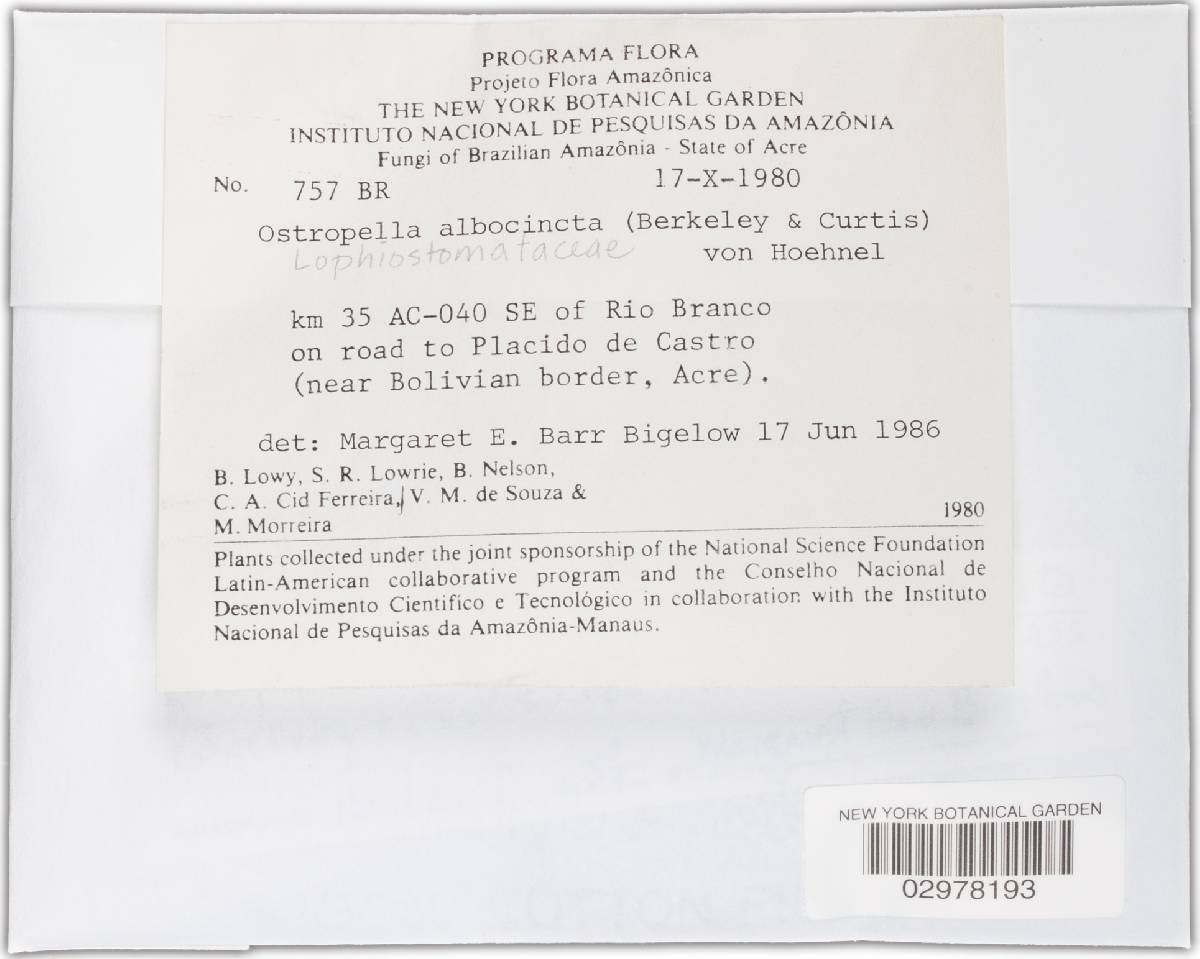 PROGRAMA FLORA
Projeto Flora Amazônica
THE NEW YORK BOTANICAL GARDEN
INSTITUTO NACIONAL DE PESQUISAS DA AMAZÔNIA
Fungi of Brazilian Amazônia - State of Acre
No. 757 BR 17-X-1980
Ostropella albocincta (Berkeley & Curtis)
Lophiostomataceae von Hoehnel
km 35 AC-040 SE of Rio Branco
on road to Placido de Castro
(near Bolivian border, Acre).
det: Margaret E. Barr Bigelow 17 Jun 1986
B. Lowy, S. R. Lowrie, B. Nelson,
C. A. Cid Ferreira, V. M. de Souza &
M. Morreira 1980
Plants collected under the joint sponsorship of the National Science Foundation
Latin-American collaborative program and the Conselho Nacional de
Desenvolvimento Cientifico e Tecnológico in collaboration with the Instituto
Nacional de Pesquisas da Amazônia-Manaus.
NEW YORK BOTANICAL GARDEN
02978193